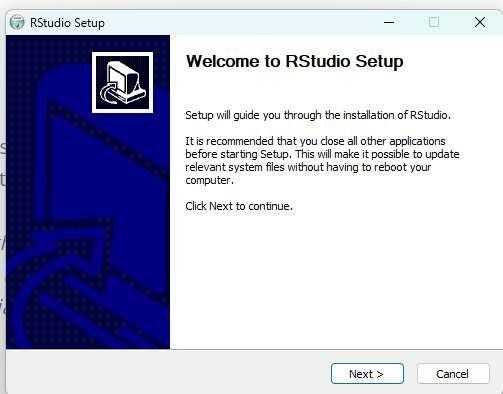 RStudio Setup
Welcome to RStudio Setup
Setup will guide you through the installation of RStudio.
It is recommended that you close all other applications
before starting Setup. This will make it possible to update
relevant system files without having to reboot your
computer.
Click Next to continue.
Next >
Cancel